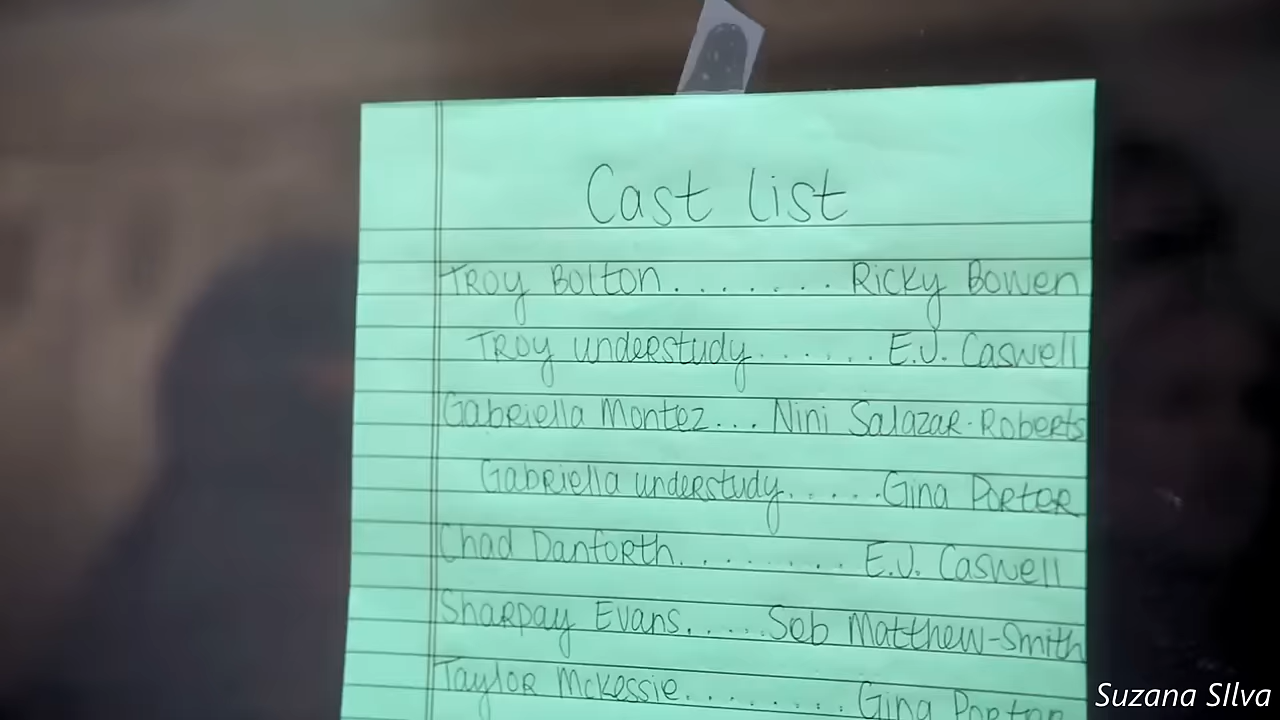 Cast list
Troy Bolton........ Ricky Bowen
Troy understudy...... E.J. Caswell
Gabriella Montez... Nini Salazar-Roberts
Gabriella understudy......Gina Porter
Chad Danforth........ E.J. Caswell
Sharpay Evans.....Seb Matthew-Smith
Taylor McKessie........Gina Porter
Suzana SIlva